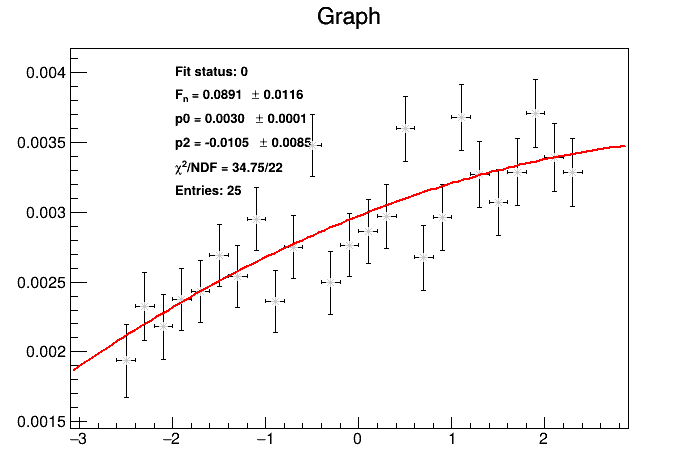 Graph
0.004
0.0035
0.003
0.0025
0.002
0.0015
Fit status: 0
Fn = 0.0891 ± 0.0116
p0 = 0.0030 ± 0.0001
p2 = -0.0105 ± 0.0085
χ²/NDF = 34.75/22
Entries: 25
−3 −2 −1 0 1 2